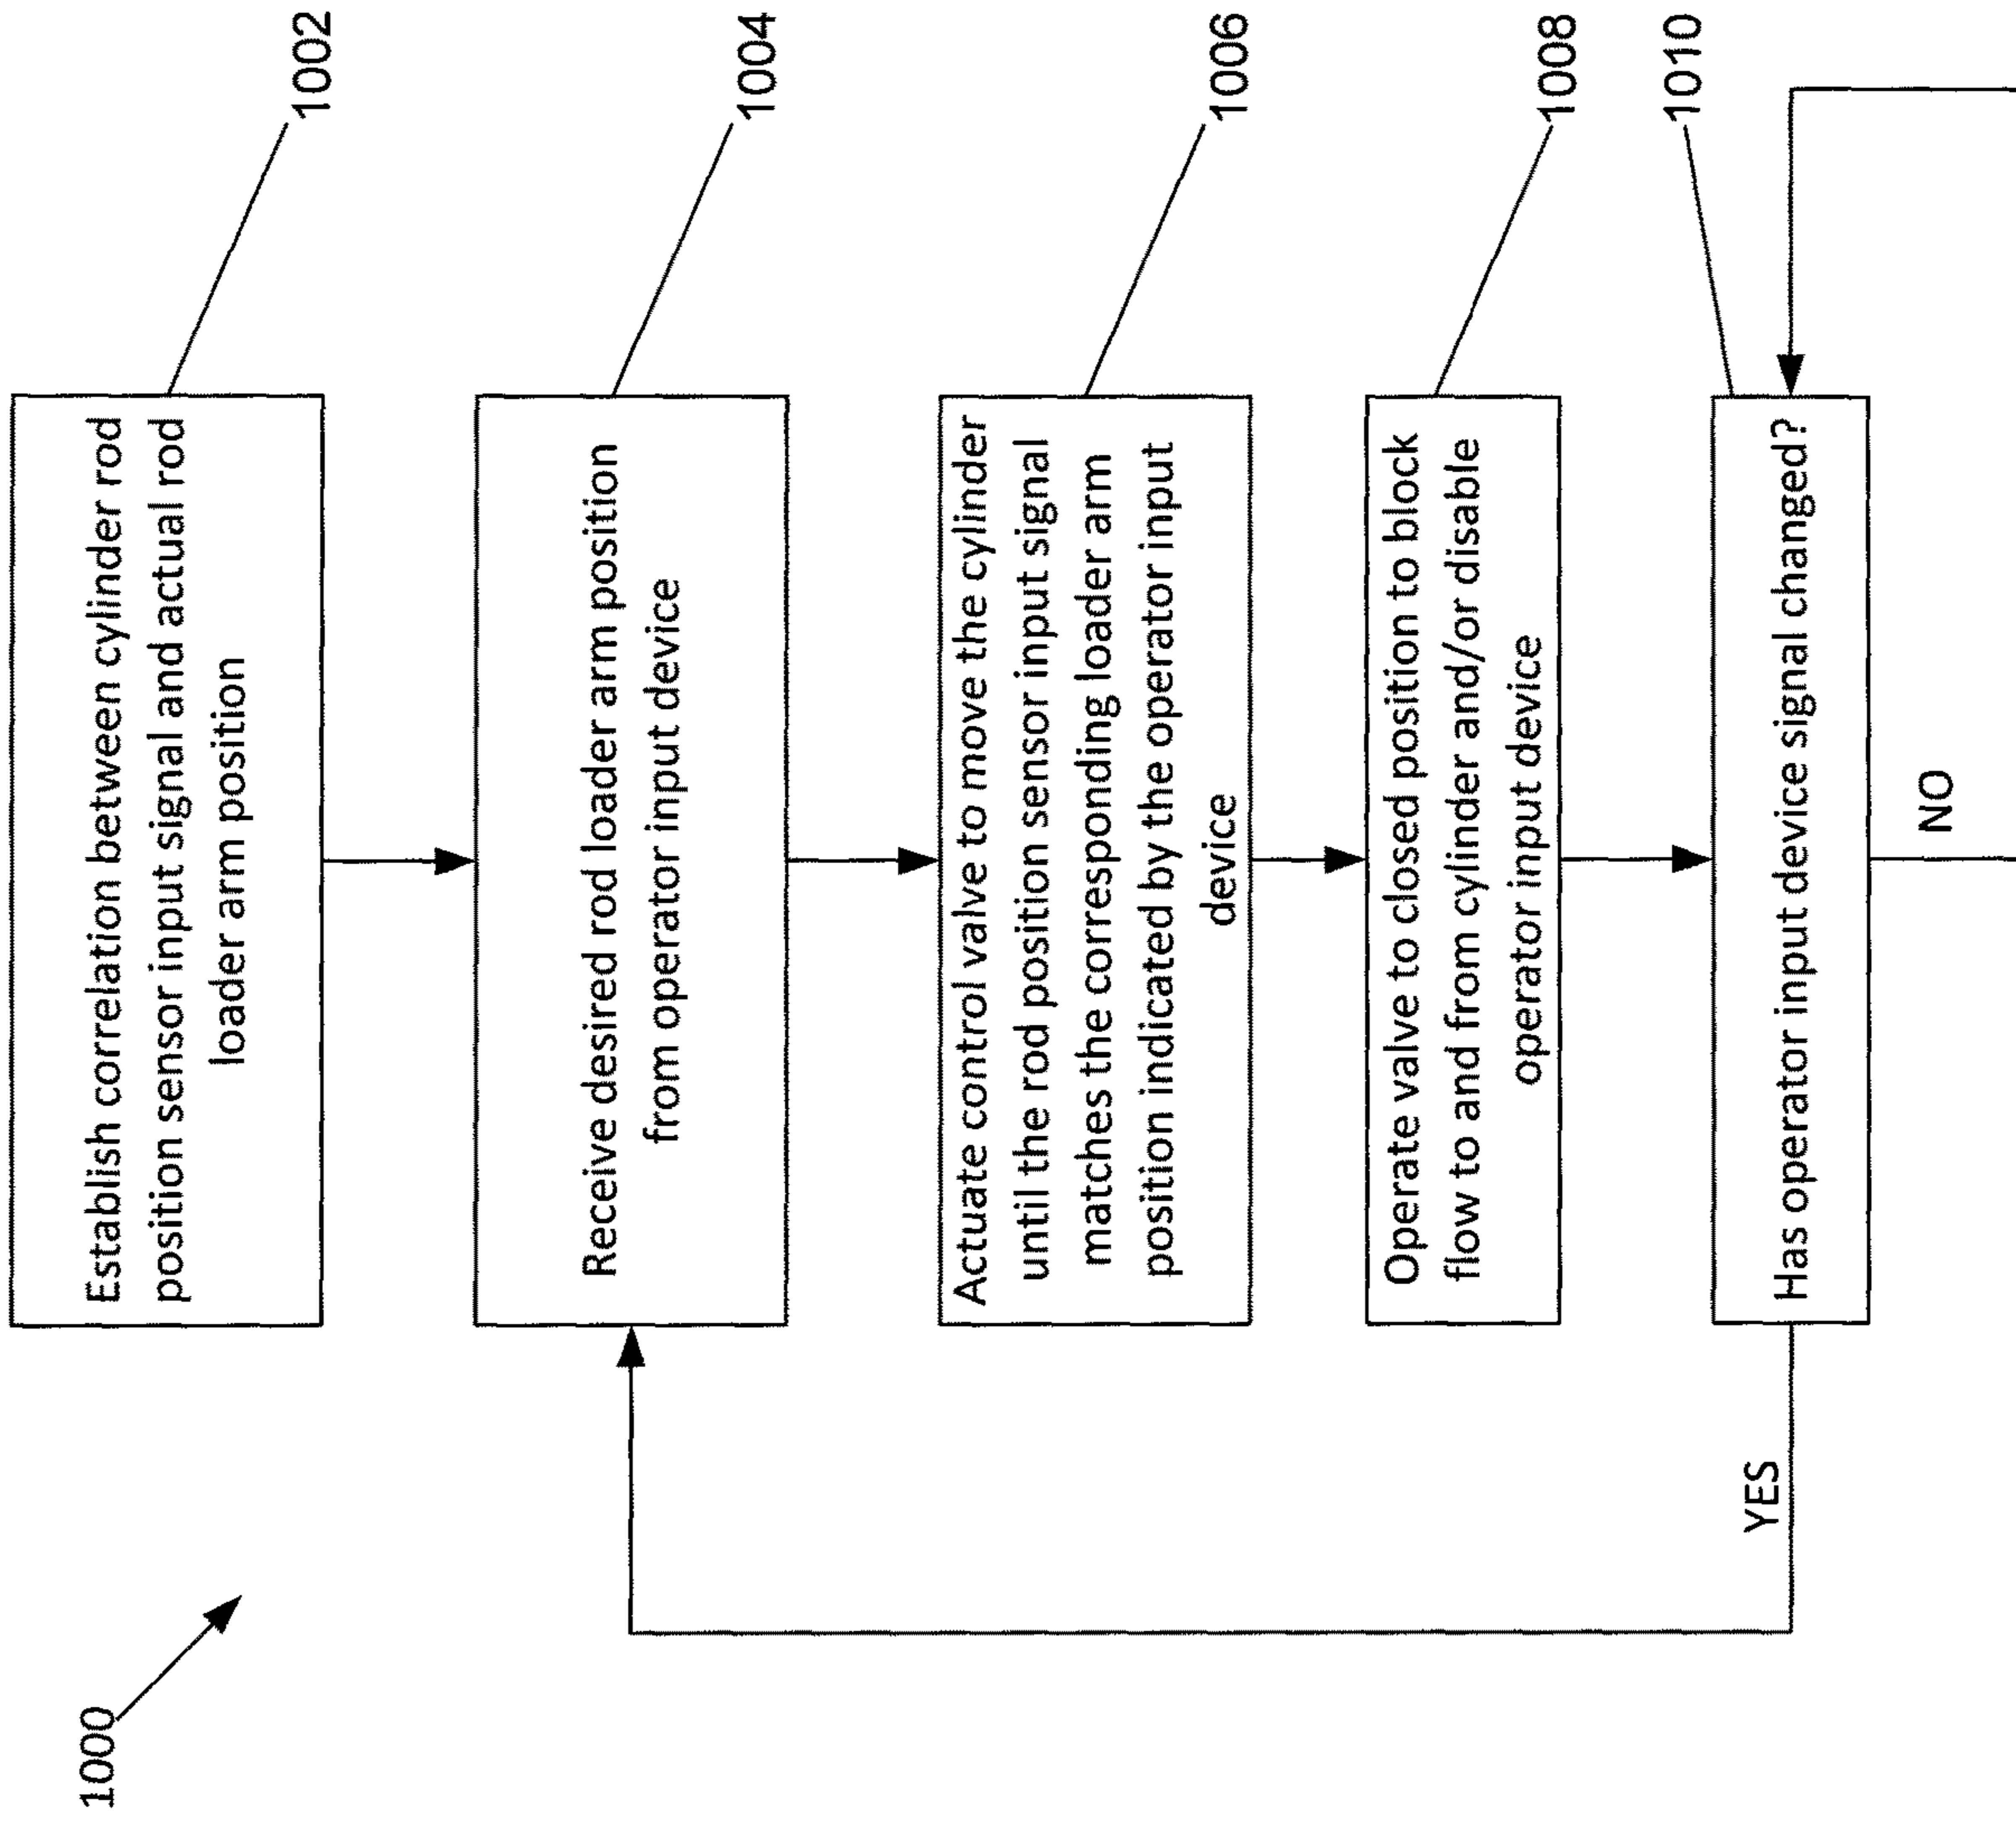 1000
Establish correlation between cylinder rod
position sensor input signal and actual rod
loader arm position
1002
Receive desired rod loader arm position
from operator input device
1004
Actuate control valve to move the cylinder
until the rod position sensor input signal
matches the corresponding loader arm
position indicated by the operator input
device
1006
Operate valve to closed position to block
flow to and from cylinder and/or disable
operator input device
1008
Has operator input device signal changed?
1010
YES
NO